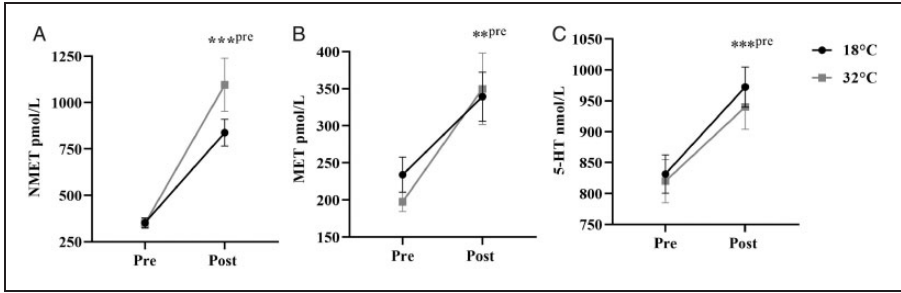 A
***pre
1250
1000
750
500
250
NMET pmol/L
Pre Post
B
**pre
400
350
300
250
200
150
MET pmol/L
Pre Post
C
***pre
1050
1000
950
900
850
800
750
5-HT nmol/L
Pre Post
18°C
32°C